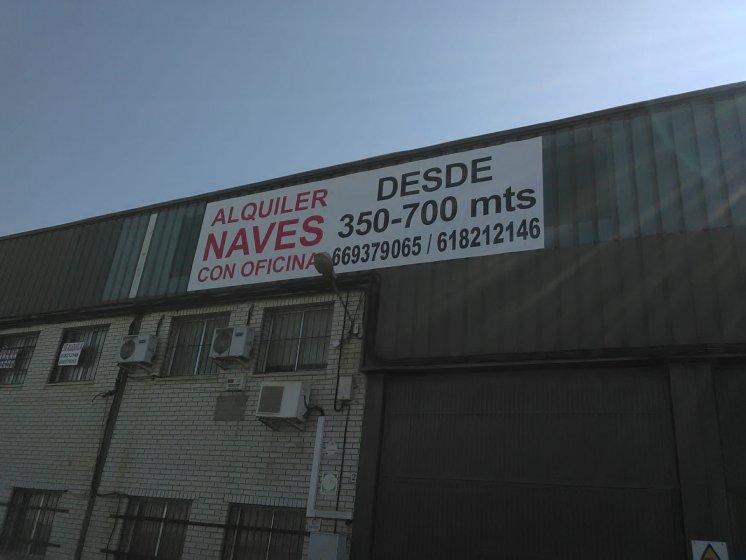 ALQUILER
NAVES
CON OFICINA
DESDE
350-700 mts
669379065 / 618212146